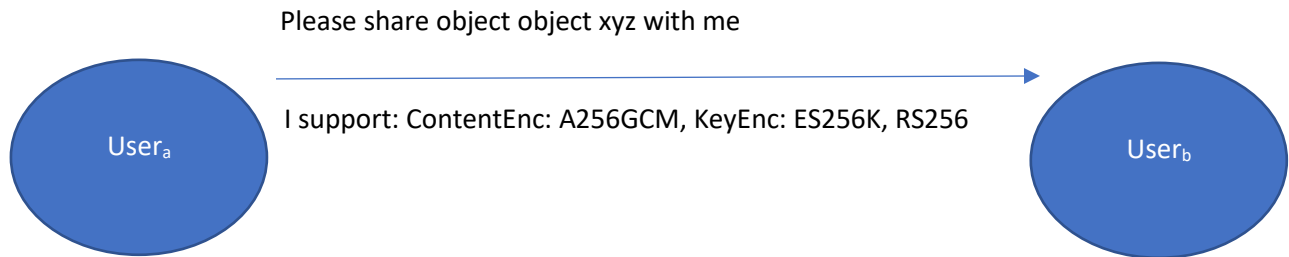 Please share object object xyz with me
I support: ContentEnc: A256GCM, KeyEnc: ES256K, RS256
Userₐ
User_b